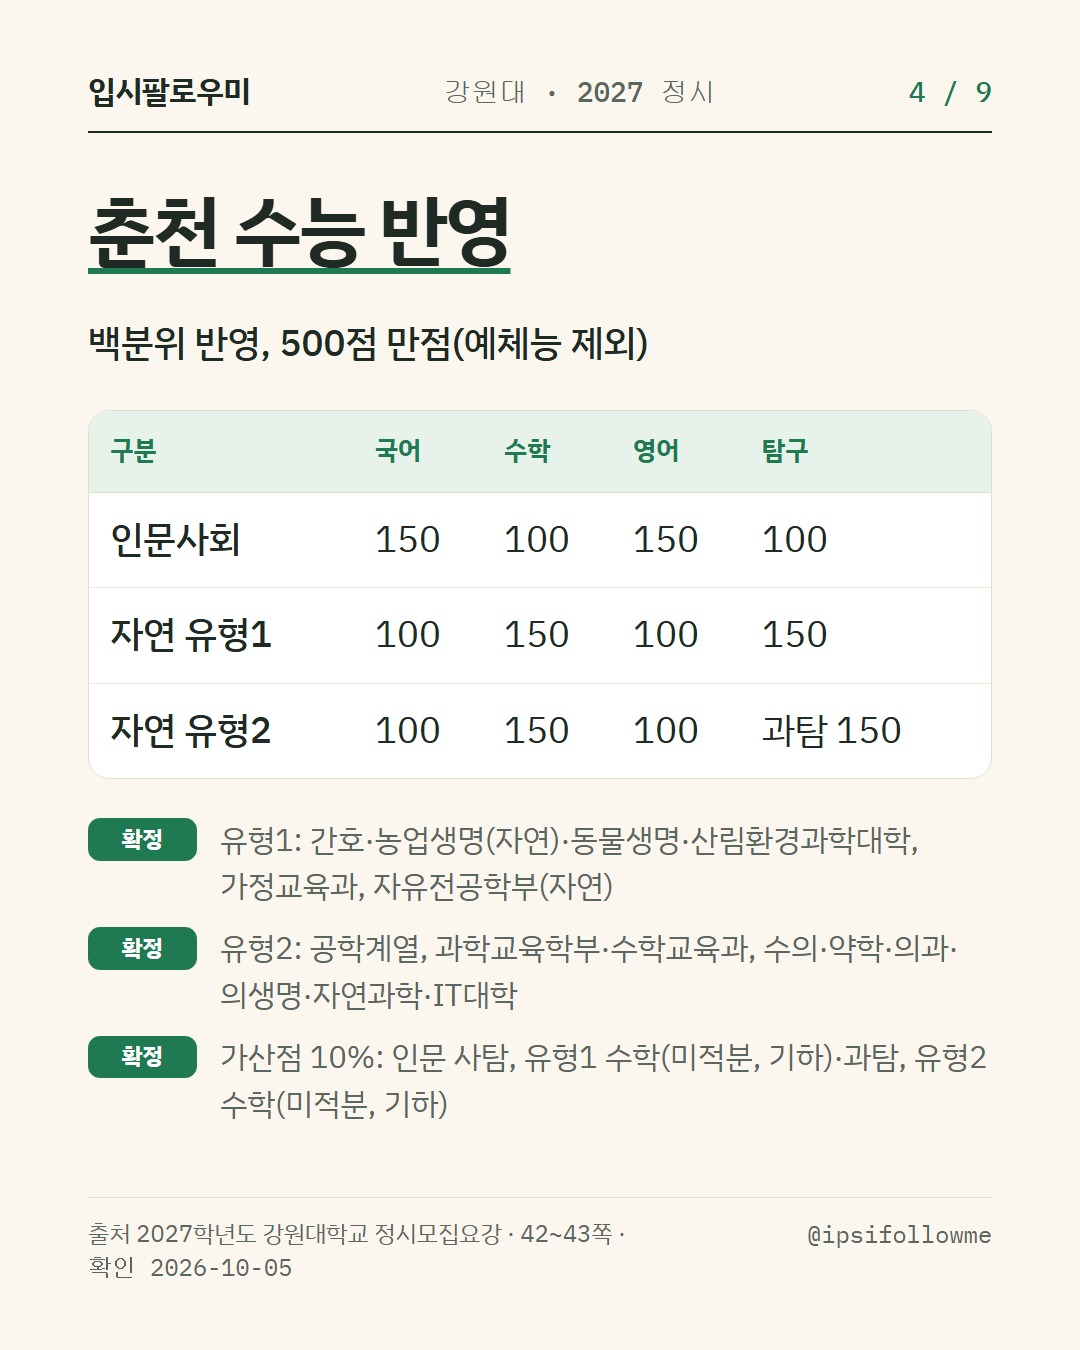 입시팔로우미
강원대 · 2027 정시
4 / 9
춘천 수능 반영
백분위 반영, 500점 만점(예체능 제외)
구분 국어 수학 영어 탐구
인문사회 150 100 150 100
자연 유형1 100 150 100 150
자연 유형2 100 150 100 과탐 150
확정 유형1: 간호·농업생명(자연)·동물생명·산림환경과학대학,
가정교육과, 자유전공학부(자연)
확정 유형2: 공학계열, 과학교육학부·수학교육과, 수의·약학·의과·
의생명·자연과학·IT대학
확정 가산점 10%: 인문 사탐, 유형1 수학(미적분, 기하)·과탐, 유형2
수학(미적분, 기하)
출처 2027학년도 강원대학교 정시모집요강 · 42~43쪽 ·
확인 2026-10-05
@ipsifollowme